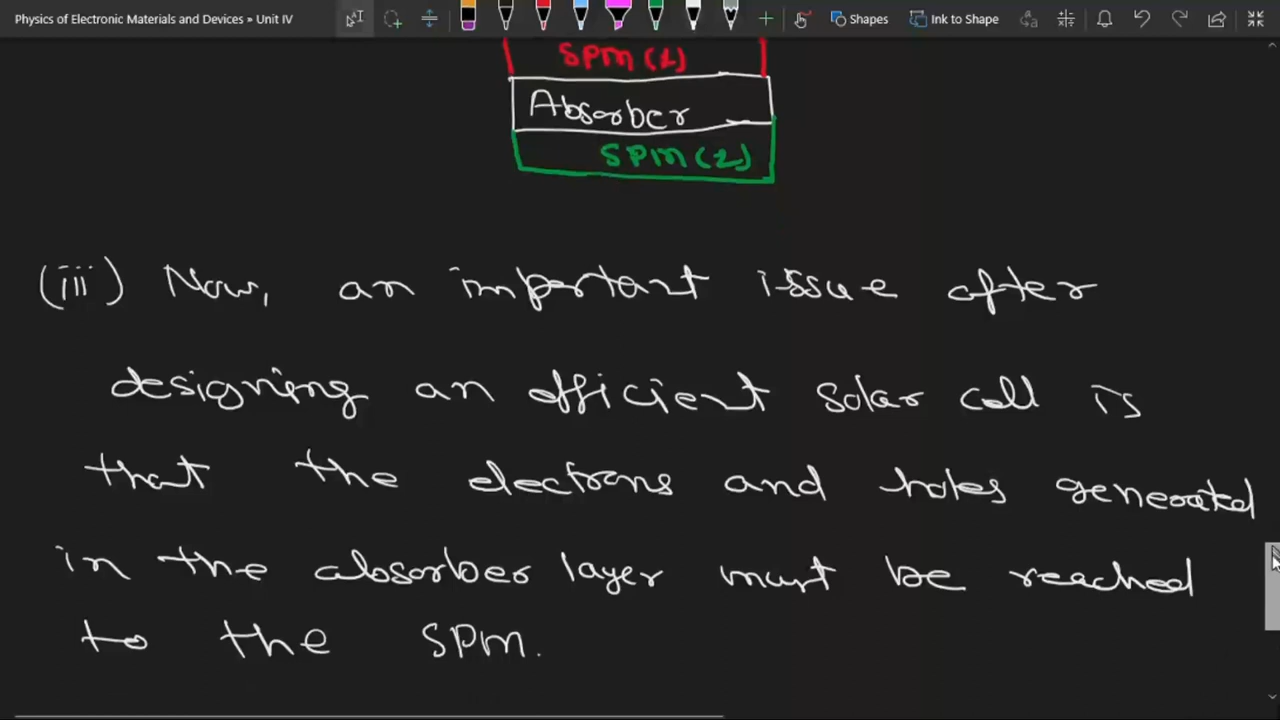 Physics of Electronic Materials and Devices » Unit IV
Shapes
Ink to Shape
SPM (1)
Absorber
SPM (2)
(iii) Now, an important issue after
designing an efficient solar cell is
that the electrons and holes generated
in the absorber layer must be reached
to the SPM.